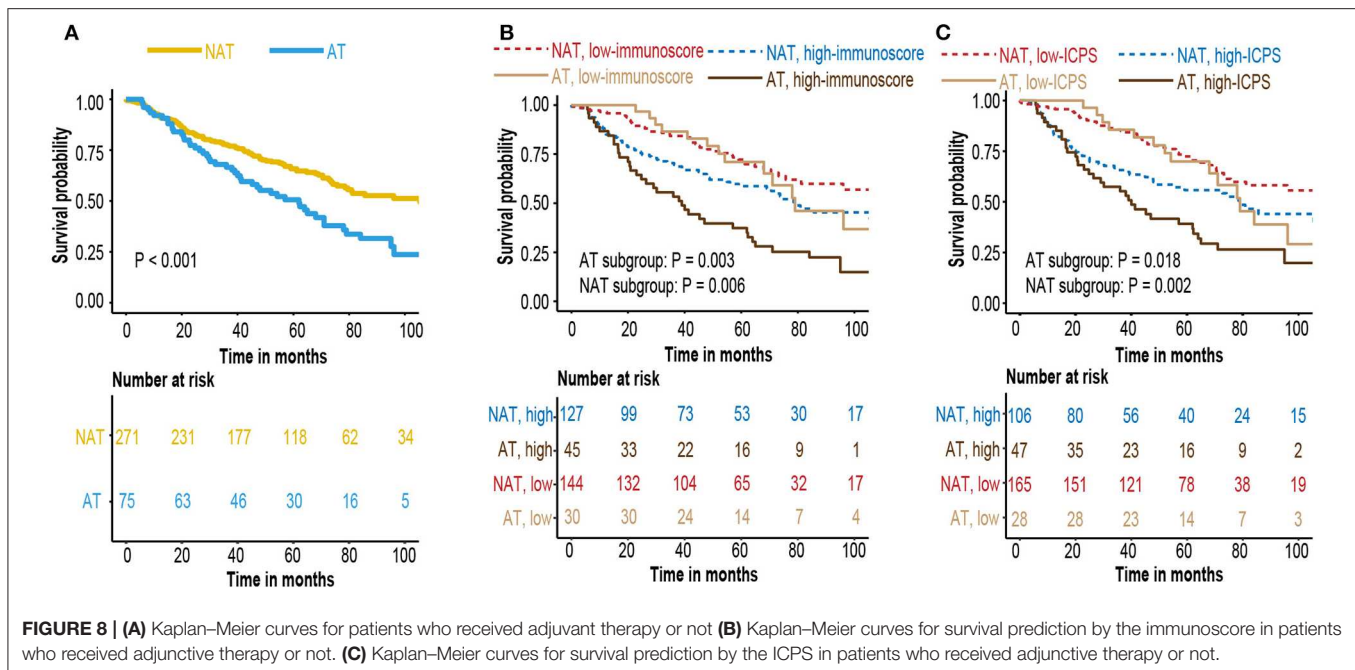 A
NAT AT
1.00
0.75
0.50
0.25
0.00
Survival probability
P < 0.001
0 20 40 60 80 100
Time in months
Number at risk
NAT 271 231 177 118 62 34
AT 75 63 46 30 16 5
0 20 40 60 80 100
Time in months
B
NAT, low-immunoscore NAT, high-immunoscore
AT, low-immunoscore AT, high-immunoscore
1.00
0.75
0.50
0.25
0.00
Survival probability
AT subgroup: P = 0.003
NAT subgroup: P = 0.006
0 20 40 60 80 100
Time in months
Number at risk
NAT, high 127 99 73 53 30 17
AT, high 45 33 22 16 9 1
NAT, low 144 132 104 65 32 17
AT, low 30 30 24 14 7 4
0 20 40 60 80 100
Time in months
C
NAT, low-ICPS NAT, high-ICPS
AT, low-ICPS AT, high-ICPS
1.00
0.75
0.50
0.25
0.00
Survival probability
AT subgroup: P = 0.018
NAT subgroup: P = 0.002
0 20 40 60 80 100
Time in months
Number at risk
NAT, high 106 80 56 40 24 15
AT, high 47 35 23 16 9 2
NAT, low 165 151 121 78 38 19
AT, low 28 28 23 14 7 3
0 20 40 60 80 100
Time in months
FIGURE 8 | (A) Kaplan–Meier curves for patients who received adjuvant therapy or not (B) Kaplan–Meier curves for survival prediction by the immunoscore in patients
who received adjunctive therapy or not. (C) Kaplan–Meier curves for survival prediction by the ICPS in patients who received adjunctive therapy or not.